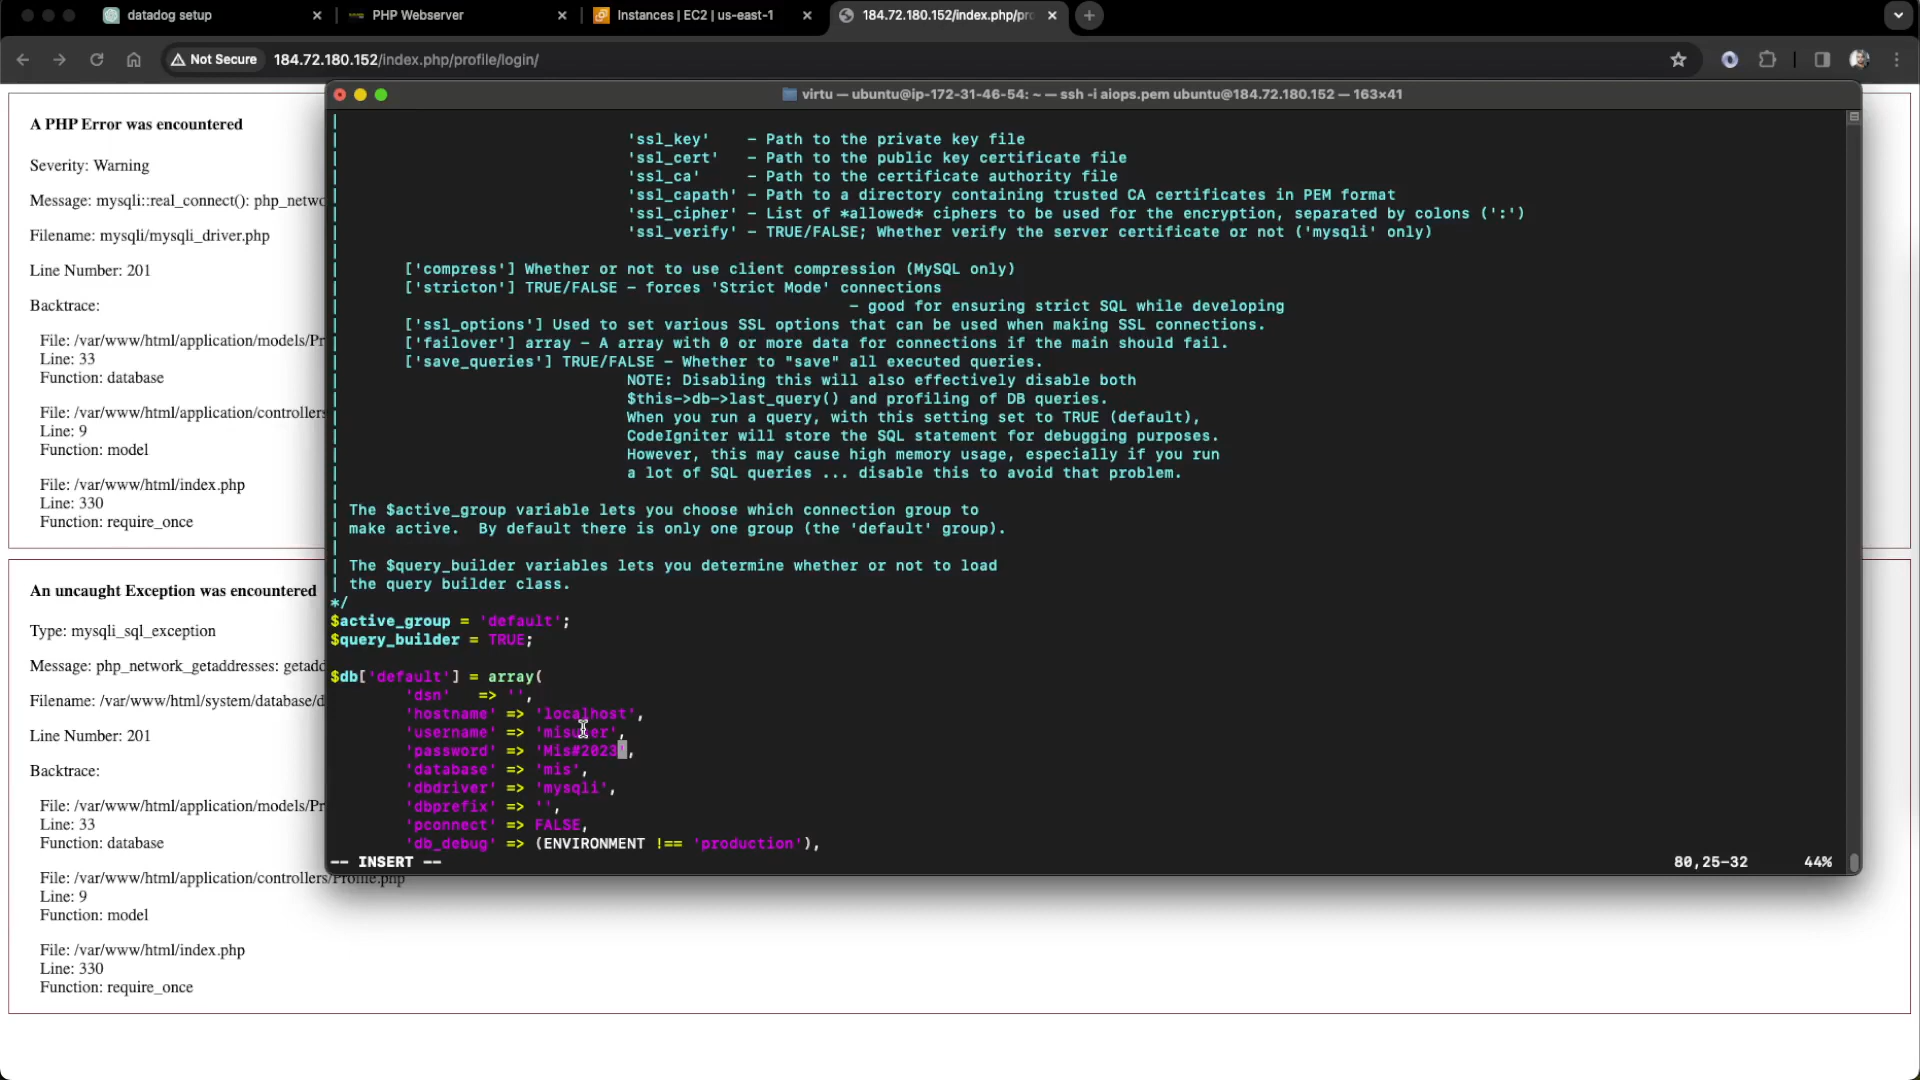 datadog setup
PHP Webserver
Instances | EC2 | us-east-1
184.72.180.152/index.php/pro
Not Secure
184.72.180.152/index.php/profile/login/
A PHP Error was encountered
Severity: Warning
Message: mysqli::real_connect(): php_netwo
Filename: mysqli/mysqli_driver.php
Line Number: 201
Backtrace:
File: /var/www/html/application/models/Pr
Line: 33
Function: database
File: /var/www/html/application/controllers
Line: 9
Function: model
File: /var/www/html/index.php
Line: 330
Function: require_once
An uncaught Exception was encountered
Type: mysqli_sql_exception
Message: php_network_getaddresses: getadd
Filename: /var/www/html/system/database/d
Line Number: 201
Backtrace:
File: /var/www/html/application/models/Pr
Line: 33
Function: database
File: /var/www/html/application/controllers/Profile.php
Line: 9
Function: model
File: /var/www/html/index.php
Line: 330
Function: require_once
virtu — ubuntu@ip-172-31-46-54: ~ — ssh -i aiops.pem ubuntu@184.72.180.152 — 163×41
|
| 'ssl_key' - Path to the private key file
| 'ssl_cert' - Path to the public key certificate file
| 'ssl_ca' - Path to the certificate authority file
| 'ssl_capath' - Path to a directory containing trusted CA certificates in PEM format
| 'ssl_cipher' - List of *allowed* ciphers to be used for the encryption, separated by colons (':')
| 'ssl_verify' - TRUE/FALSE; Whether verify the server certificate or not ('mysqli' only)
|
| ['compress'] Whether or not to use client compression (MySQL only)
| ['stricton'] TRUE/FALSE - forces 'Strict Mode' connections
| - good for ensuring strict SQL while developing
| ['ssl_options'] Used to set various SSL options that can be used when making SSL connections.
| ['failover'] array - A array with 0 or more data for connections if the main should fail.
| ['save_queries'] TRUE/FALSE - Whether to "save" all executed queries.
| NOTE: Disabling this will also effectively disable both
| $this->db->last_query() and profiling of DB queries.
| When you run a query, with this setting set to TRUE (default),
| CodeIgniter will store the SQL statement for debugging purposes.
| However, this may cause high memory usage, especially if you run
| a lot of SQL queries ... disable this to avoid that problem.
|
| The $active_group variable lets you choose which connection group to
| make active. By default there is only one group (the 'default' group).
|
| The $query_builder variables lets you determine whether or not to load
| the query builder class.
*/
$active_group = 'default';
$query_builder = TRUE;
$db['default'] = array(
'dsn' => '',
'hostname' => 'localhost',
'username' => 'misuser',
'password' => 'Mis#2023',
'database' => 'mis',
'dbdriver' => 'mysqli',
'dbprefix' => '',
'pconnect' => FALSE,
'db_debug' => (ENVIRONMENT !== 'production'),
-- INSERT --
80,25-32
44%